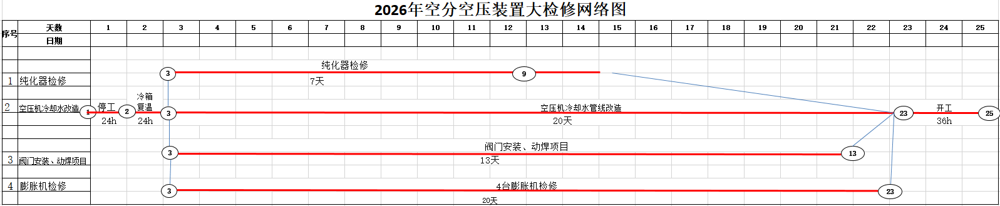 2026年空分空压装置大检修网络图
序号 天数 1 2 3 4 5 6 7 8 9 10 11 12 13 14 15 16 17 18 19 20 21 22 23 24 25
日期
纯化器检修
3 9
1 纯化器检修 7天
冷箱
2 空压机冷却水改造 停工 复温 空压机冷却水管线改造 开工
1 2 3 23 25
24h 24h 20天 36h
阀门安装、动焊项目
3 13
3 阀门安装、动焊项目 13天
4 膨胀机检修 4台膨胀机检修
3 23
20天